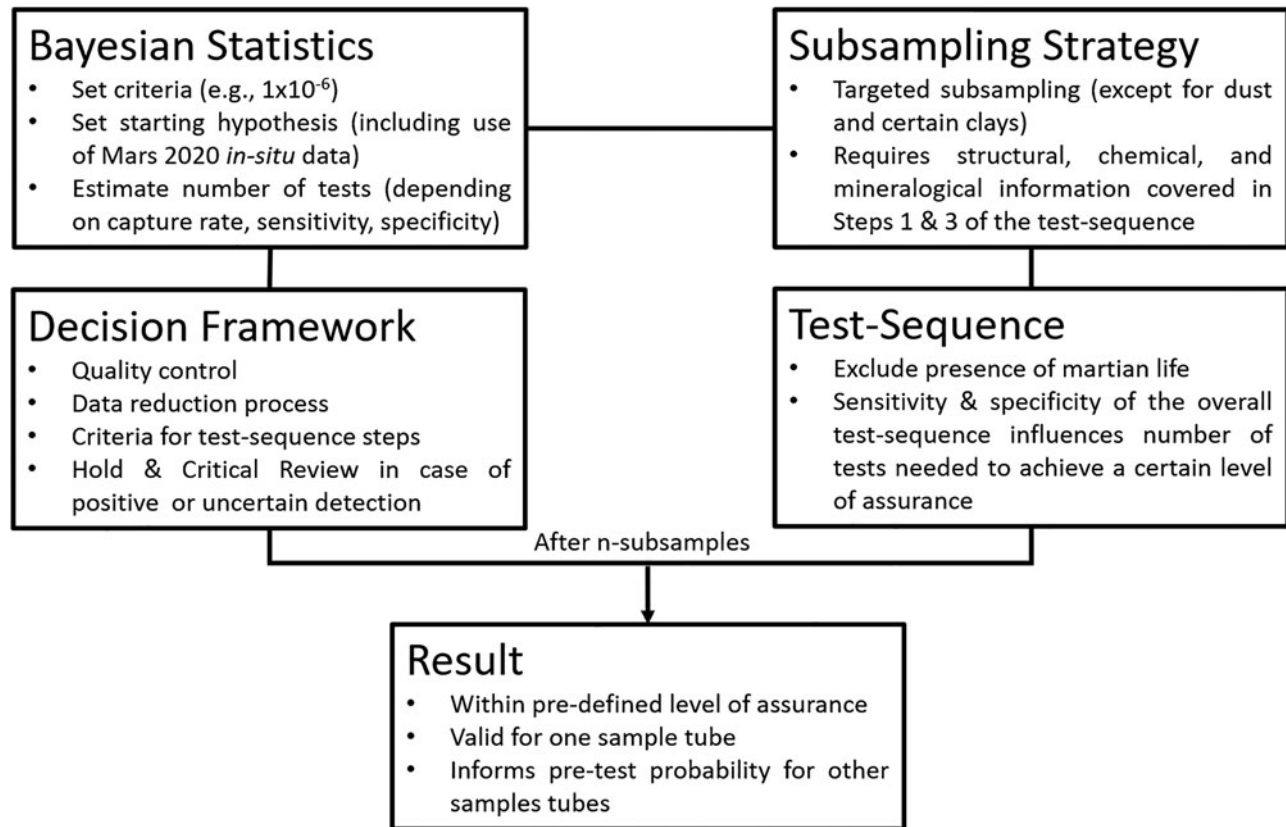 Bayesian Statistics
• Set criteria (e.g., 1x10⁻⁶)
• Set starting hypothesis (including use
of Mars 2020 in-situ data)
• Estimate number of tests (depending
on capture rate, sensitivity, specificity)
Subsampling Strategy
• Targeted subsampling (except for dust
and certain clays)
• Requires structural, chemical, and
mineralogical information covered in
Steps 1 & 3 of the test-sequence
Decision Framework
• Quality control
• Data reduction process
• Criteria for test-sequence steps
• Hold & Critical Review in case of
positive or uncertain detection
Test-Sequence
• Exclude presence of martian life
• Sensitivity & specificity of the overall
test-sequence influences number of
tests needed to achieve a certain level
of assurance
After n-subsamples
Result
• Within pre-defined level of assurance
• Valid for one sample tube
• Informs pre-test probability for other
samples tubes